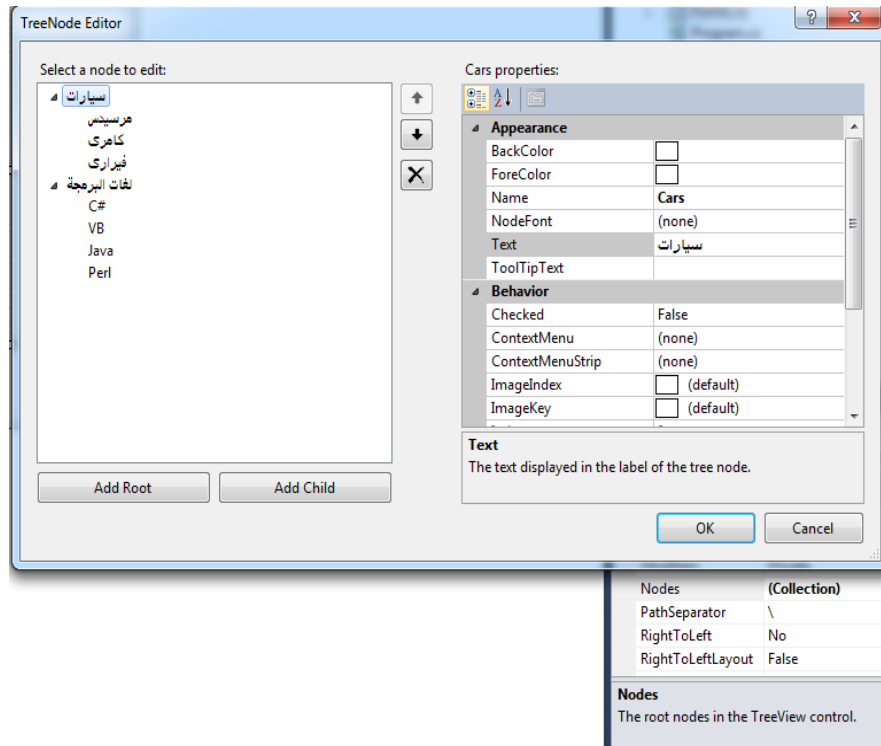 TreeNode Editor
Select a node to edit:
سيارات
مرسيدس
كامري
فيراري
لغات البرمجة
C#
VB
Java
Perl
Add Root
Add Child
Cars properties:
Appearance
BackColor
ForeColor
Name Cars
NodeFont (none)
Text سيارات
ToolTipText
Behavior
Checked False
ContextMenu (none)
ContextMenuStrip (none)
ImageIndex (default)
ImageKey (default)
Text
The text displayed in the label of the tree node.
OK
Cancel
Nodes (Collection)
PathSeparator \
RightToLeft No
RightToLeftLayout False
Nodes
The root nodes in the TreeView control.